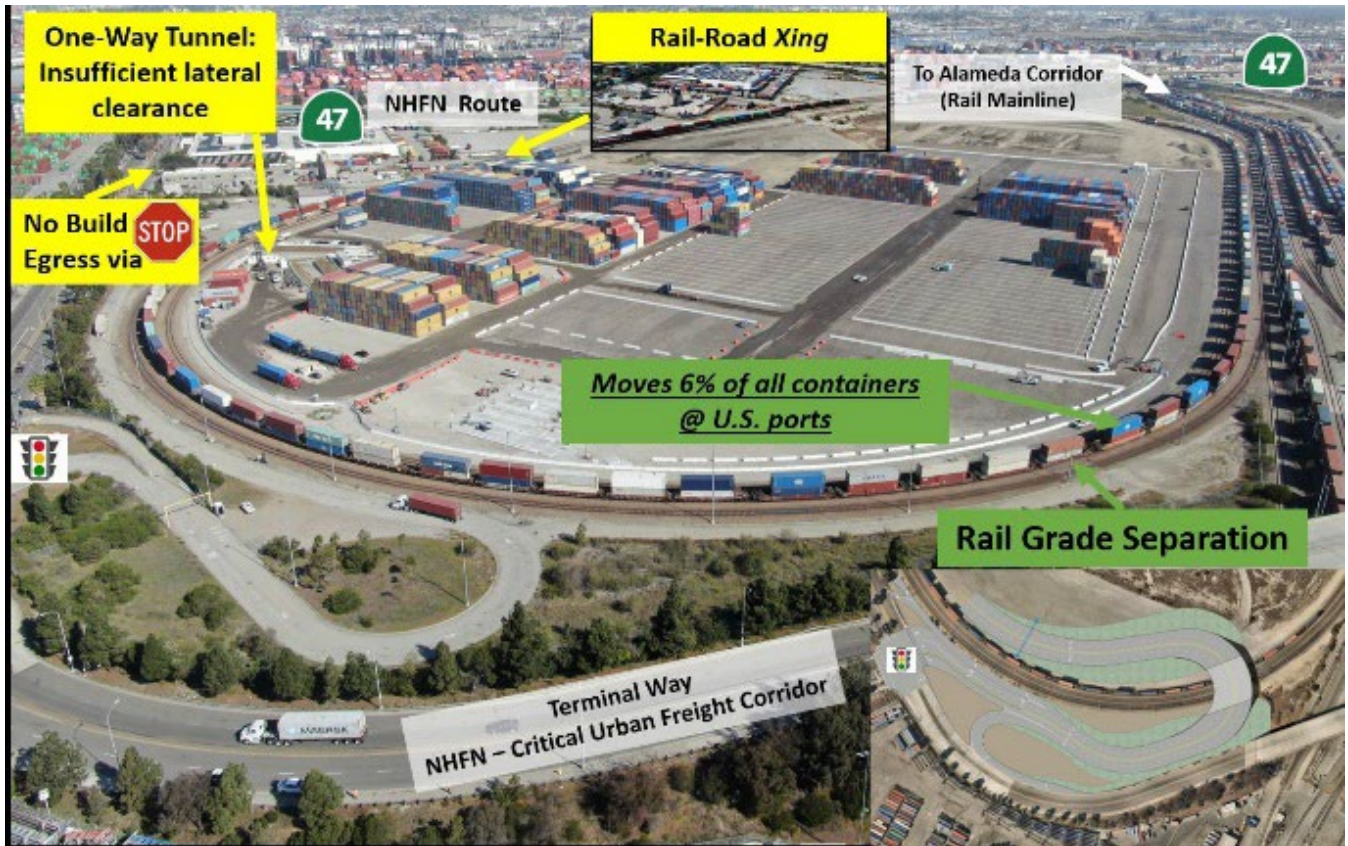 One-Way Tunnel:
Insufficient lateral
clearance
47
NHFN Route
Rail-Road Xing
To Alameda Corridor
(Rail Mainline)
47
No Build
STOP
Egress via
Moves 6% of all containers
@ U.S. ports
Rail Grade Separation
Terminal Way
NHFN – Critical Urban Freight Corridor
MAERSK